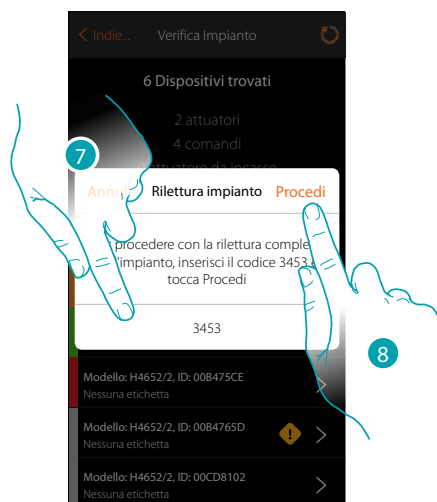 < Indie... Verifica Impianto
6 Dispositivi trovati
2 attuatori
4 comandi
attuatore da incasso
7
Rilettura impianto Procedi
procedere con la rilettura
l'impianto, inserisci il codice 3453
tocca Procedi
3453
8
Modello: H4652/2, ID: 00B475CE
Nessuna etichetta
Modello: H4652/2, ID: 00B4765D
Nessuna etichetta
Modello: H4652/2, ID: 00CD8102
Nessuna etichetta